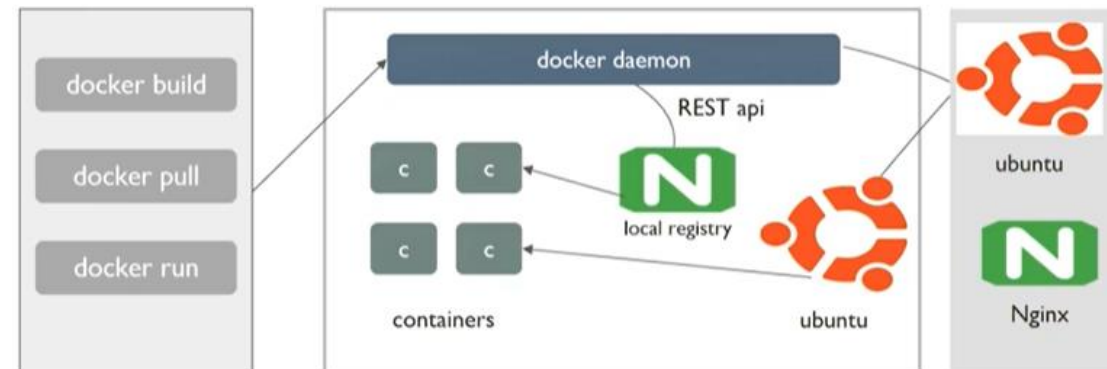 docker build
docker pull
docker run
docker daemon
REST api
c
c
N
local registry
c
c
containers
ubuntu
ubuntu
N
Nginx